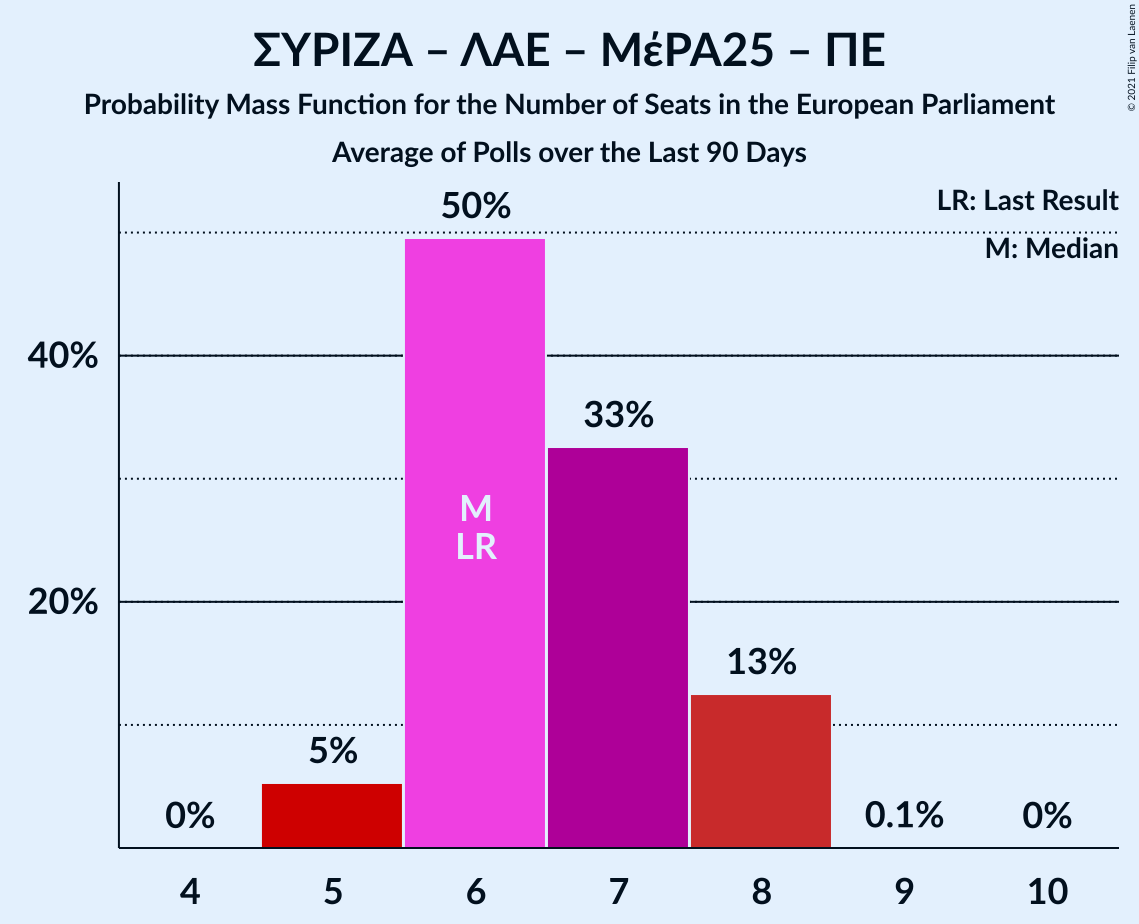 ΣΥΡΙΖΑ – ΛΑΕ – ΜέΡΑ25 – ΠΕ
Probability Mass Function for the Number of Seats in the European Parliament
Average of Polls over the Last 90 Days
© 2021 Filip van Laenen
LR: Last Result
M: Median
50%
40%
33%
M
LR
20%
13%
5%
0%
0.1%
0%
4 5 6 7 8 9 10